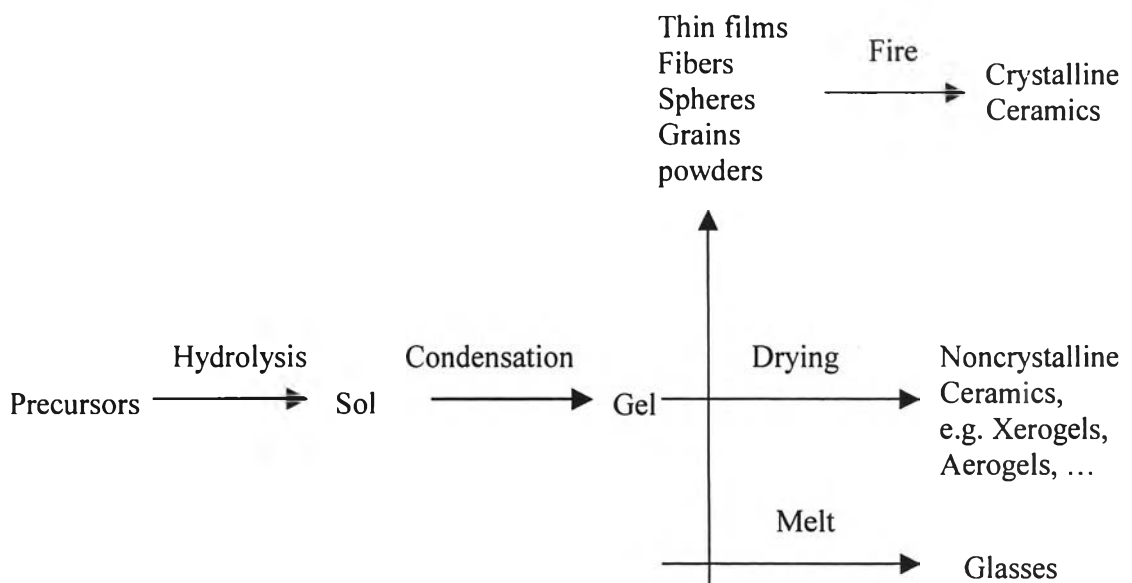 Thin films
Fibers
Spheres
Grains
powders
Fire
Crystalline
Ceramics
Hydrolysis
Condensation
Drying
Precursors
Sol
Gel
Noncrystalline
Ceramics,
e.g. Xerogels,
Aerogels, ...
Melt
Glasses